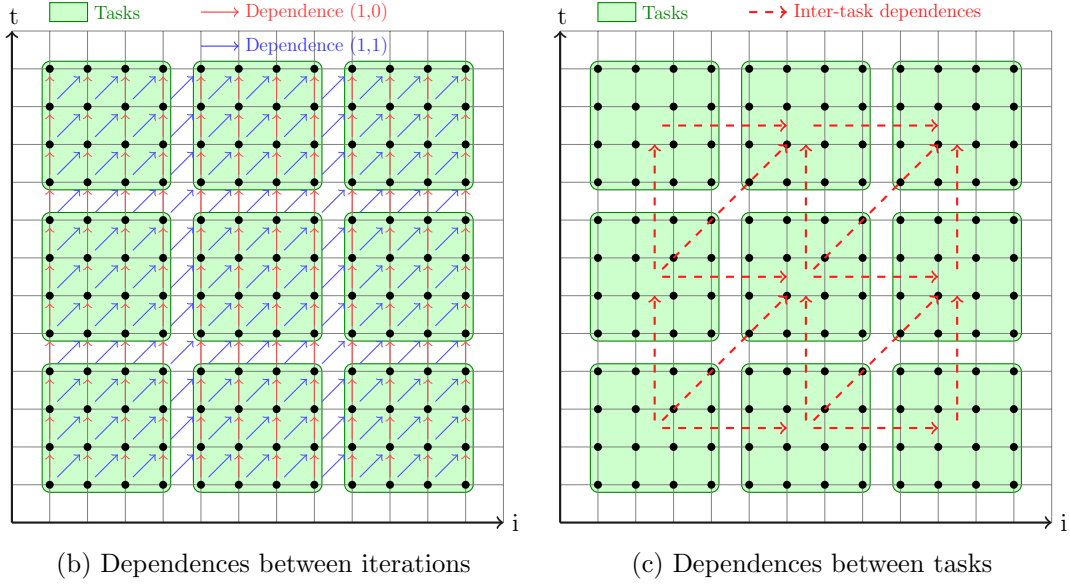 t
Tasks
Dependence (1,0)
Dependence (1,1)
i
(b) Dependences between iterations
t
Tasks
Inter-task dependences
i
(c) Dependences between tasks